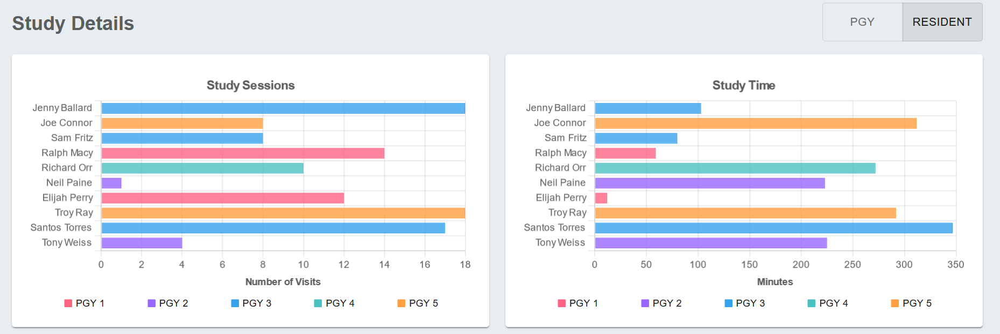 Study Details
PGY
RESIDENT
Study Sessions
Jenny Ballard
Joe Connor
Sam Fritz
Ralph Macy
Richard Orr
Neil Paine
Elijah Perry
Troy Ray
Santos Torres
Tony Weiss
0 2 4 6 8 10 12 14 16 18
Number of Visits
PGY 1 PGY 2 PGY 3 PGY 4 PGY 5
Study Time
Jenny Ballard
Joe Connor
Sam Fritz
Ralph Macy
Richard Orr
Neil Paine
Elijah Perry
Troy Ray
Santos Torres
Tony Weiss
0 50 100 150 200 250 300 350
Minutes
PGY 1 PGY 2 PGY 3 PGY 4 PGY 5